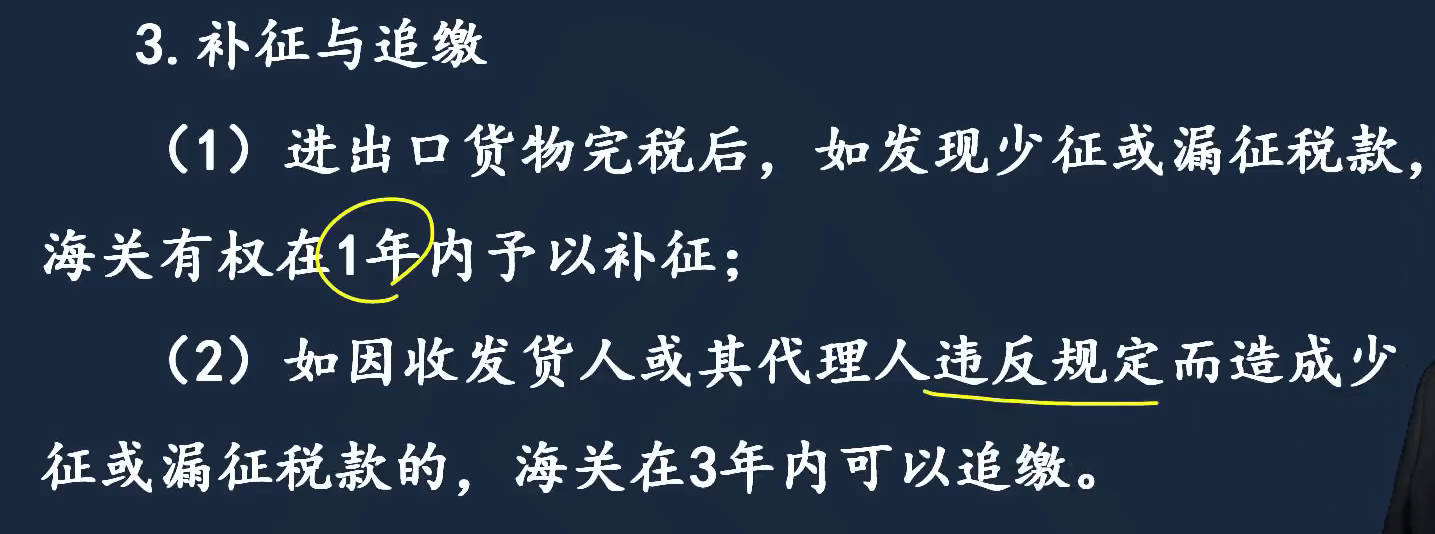 3.补征与追缴
（1）进出口货物完税后，如发现少征或漏征税款，
海关有权在1年内予以补征；
（2）如因收发货人或其代理人违反规定而造成少
征或漏征税款的，海关在3年内可以追缴。